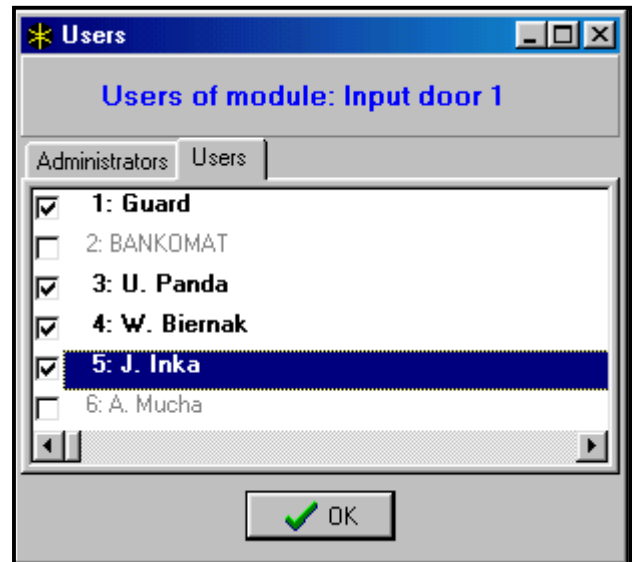 Users
Users of module: Input door 1
Administrators Users
1: Guard
2: BANKOMAT
3: U. Panda
4: W. Biernak
5: J. Inka
6: A. Mucha
OK